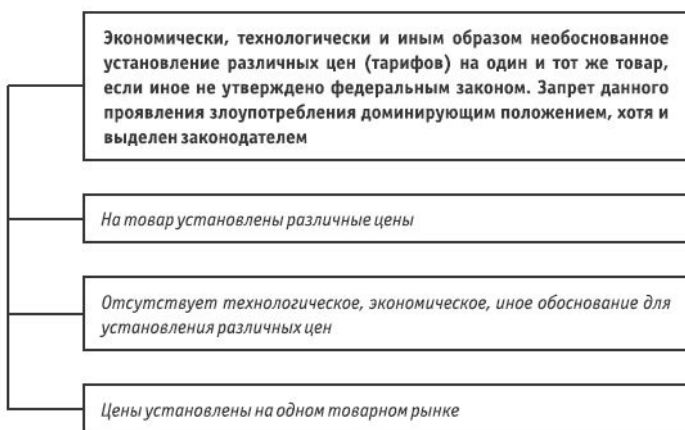 Экономически, технологически и иным образом необоснованное
установление различных цен (тарифов) на один и тот же товар,
если иное не утверждено федеральным законом. Запрет данного
проявления злоупотребления доминирующим положением, хотя и
выделен законодателем
На товар установлены различные цены
Отсутствует технологическое, экономическое, иное обоснование для
установления различных цен
Цены установлены на одном товарном рынке